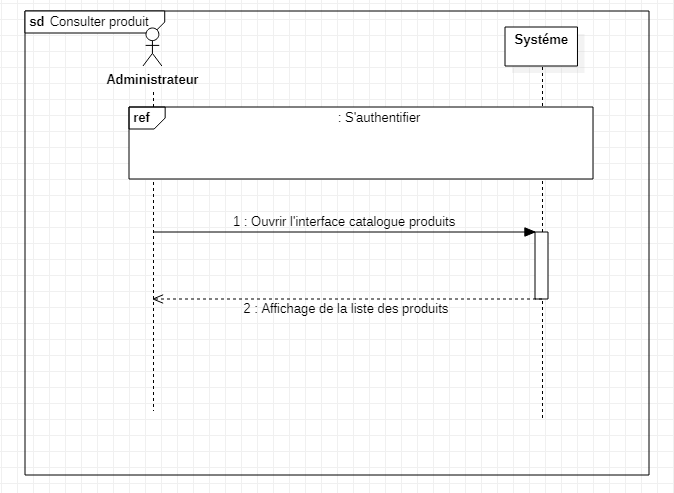 sd Consulter produit
Systéme
Administrateur
ref
: S'authentifier
1 : Ouvrir l'interface catalogue produits
2 : Affichage de la liste des produits